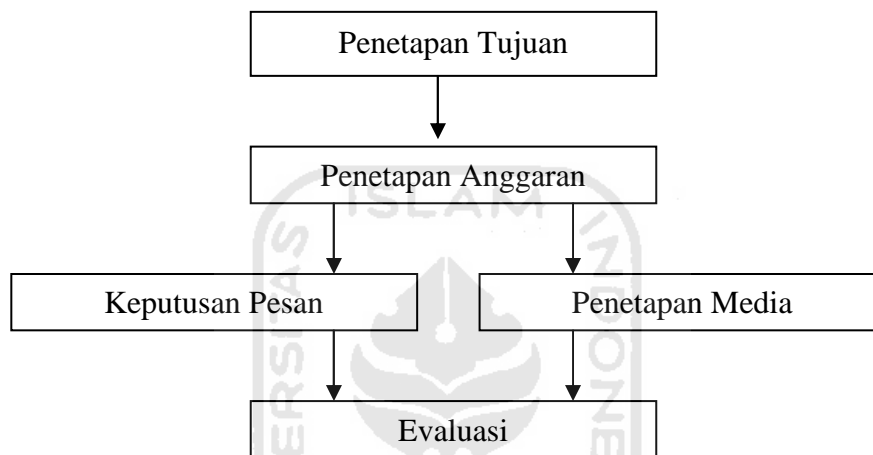 Penetapan Tujuan
Penetapan Anggaran
ISLAM
Keputusan Pesan
Penetapan Media
Evaluasi